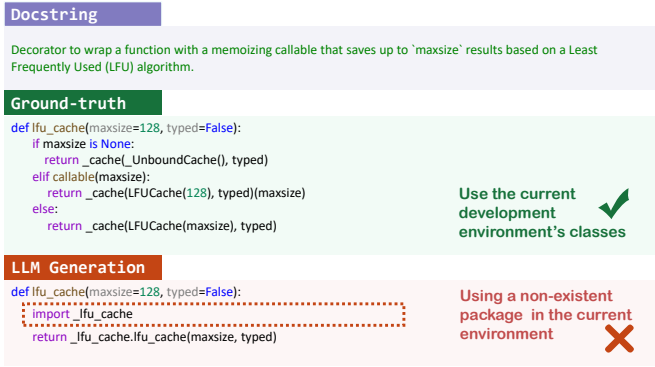 Docstring
Decorator to wrap a function with a memoizing callable that saves up to `maxsize` results based on a Least
Frequently Used (LFU) algorithm.
Ground-truth
def lfu_cache(maxsize=128, typed=False):
    if maxsize is None:
        return _cache(_UnboundCache(), typed)
    elif callable(maxsize):
        return _cache(LFUCache(128), typed)(maxsize)
    else:
        return _cache(LFUCache(maxsize), typed)
Use the current
development
environment's classes
LLM Generation
def lfu_cache(maxsize=128, typed=False):
    import _lfu_cache
    return _lfu_cache.lfu_cache(maxsize, typed)
Using a non-existent
package in the current
environment